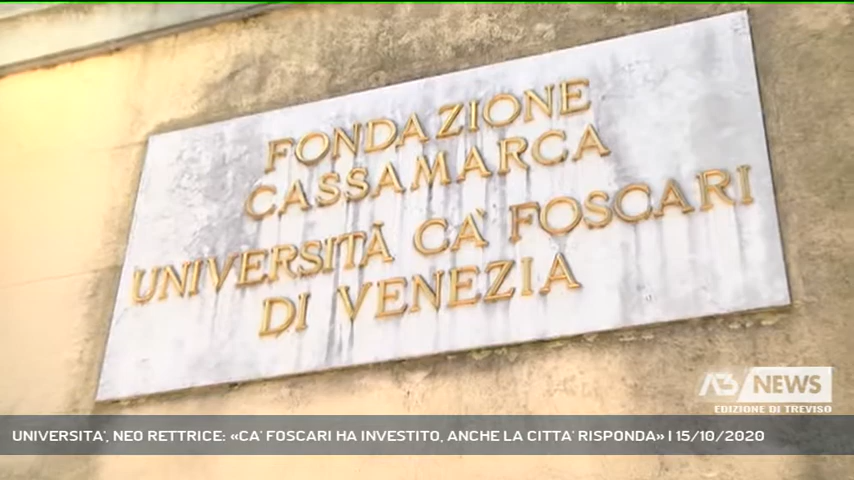 FONDAZIONE
CASSAMARCA
UNIVERSITÀ CA' FOSCARI
DI VENEZIA
A3 NEWS
EDIZIONE DI TREVISO
UNIVERSITA', NEO RETTRICE: «CA' FOSCARI HA INVESTITO, ANCHE LA CITTA' RISPONDA» | 15/10/2020